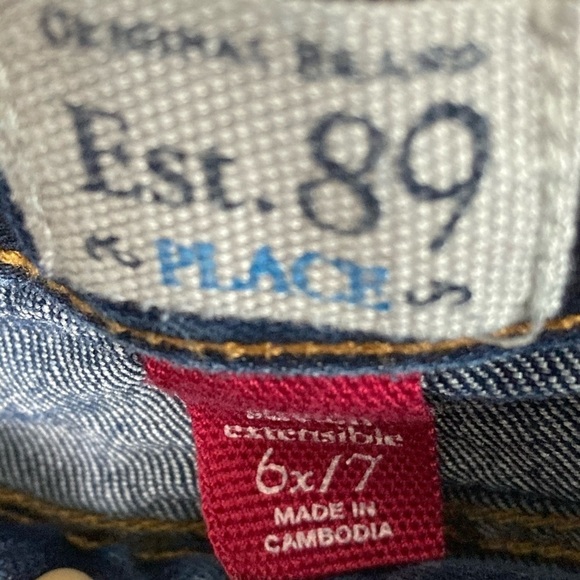 ORIGINAL BRAND
Est. 89
PLACE
extensible
6x/7
MADE IN
CAMBODIA